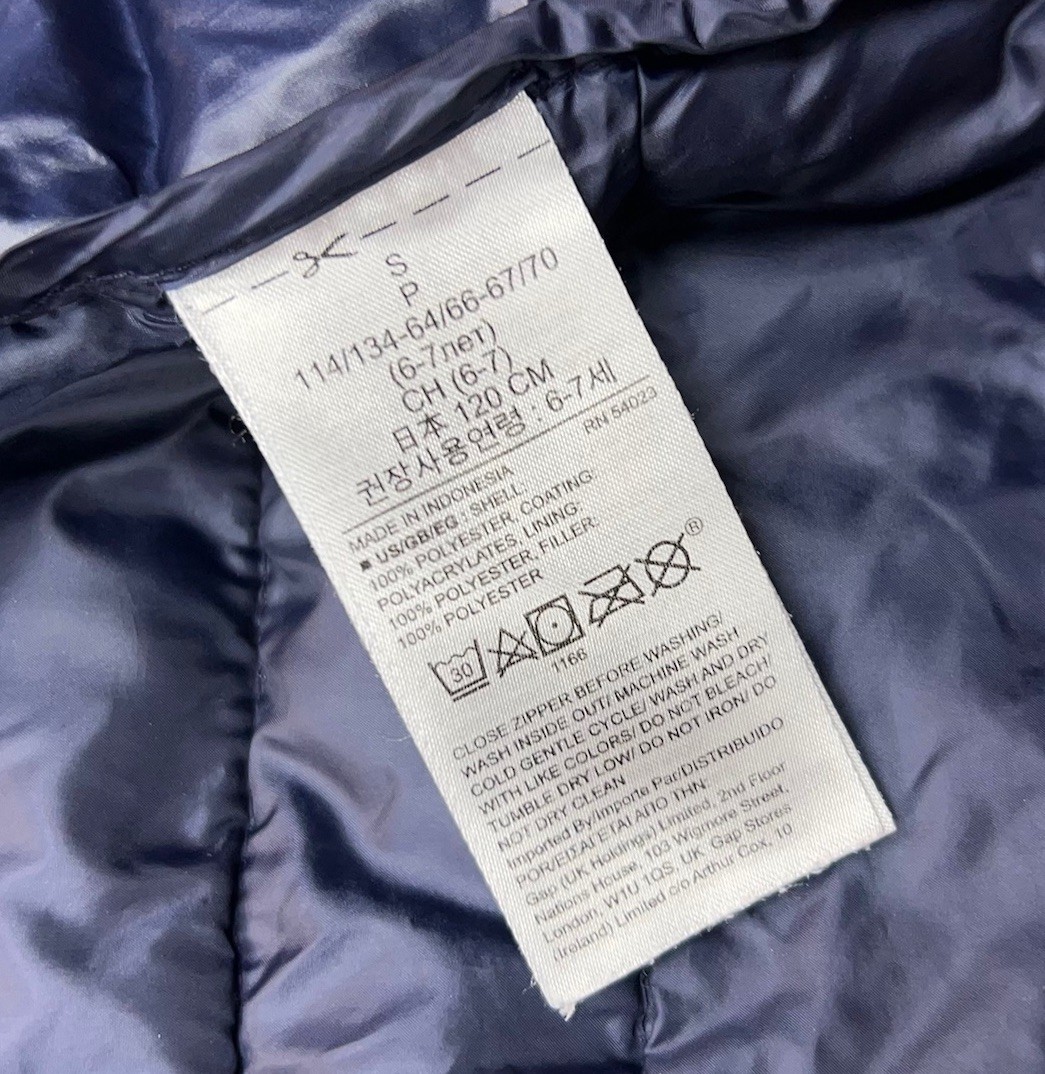 S
P
114/134-64/66-67/70
(6-7лет)
CH (6-7)
日本 120 CM
권장사용연령 : 6-7세
RN 54023
MADE IN INDONESIA
■ US/GB/EG : SHELL:
100% POLYESTER, COATING:
POLYACRYLATES, LINING:
100% POLYESTER, FILLER:
100% POLYESTER
®
30
1166
CLOSE ZIPPER BEFORE WASHING/
WASH INSIDE OUT/ MACHINE WASH
COLD GENTLE CYCLE/ WASH AND DRY
WITH LIKE COLORS/ DO NOT BLEACH/
TUMBLE DRY LOW/ DO NOT IRON/ DO
NOT DRY CLEAN
Imported By/Importe Par/DISTRIBUIDO
POR/ΕΙΣΑΓΕΤΑΙ ΑΠΟ ΤΗΝ:
Gap (UK Holdings) Limited, 2nd Floor
Nations House, 103 Wigmore Street,
London, W1U 1QS, UK. Gap Stores
(Ireland) Limited c/o Arthur Cox, 10